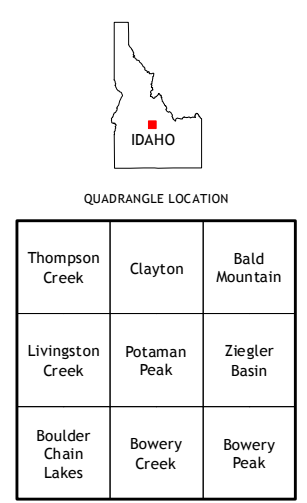 IDAHO
QUADRANGLE LOCATION
Thompson
Creek
Clayton
Bald
Mountain
Livingston
Creek
Potaman
Peak
Ziegler
Basin
Boulder
Chain
Lakes
Bowery
Creek
Bowery
Peak